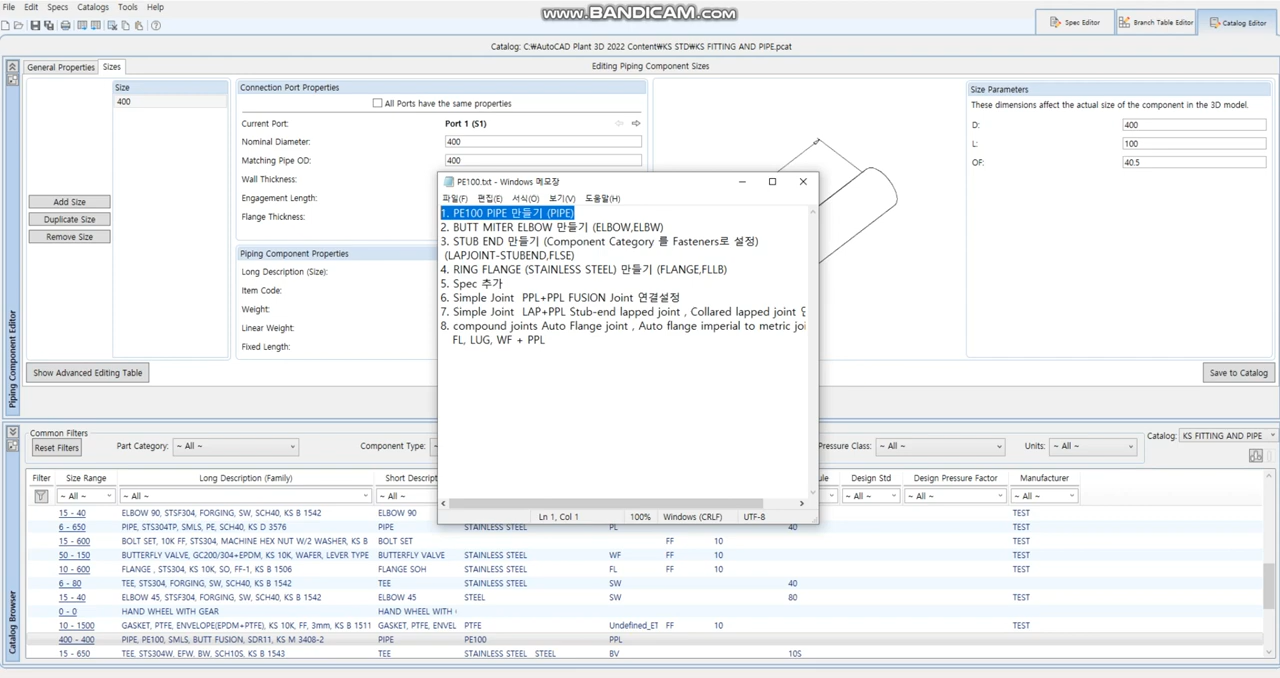 File Edit Specs Catalogs Tools Help
www.BANDICAM.com
Spec Editor Branch Table Editor Catalog Editor
Catalog: C:₩AutoCAD Plant 3D 2022 Content₩KS STD₩KS FITTING AND PIPE.pcat
General Properties Sizes Editing Piping Component Sizes
Size
400
Add Size
Duplicate Size
Remove Size
Connection Port Properties
All Ports have the same properties
Current Port: Port 1 (S1)
Nominal Diameter: 400
Matching Pipe OD: 400
Wall Thickness:
Engagement Length:
Flange Thickness:
Piping Component Properties
Long Description (Size):
Item Code:
Weight:
Linear Weight:
Fixed Length:
Size Parameters
These dimensions affect the actual size of the component in the 3D model.
D: 400
L: 100
OF: 40.5
Piping Component Editor
Show Advanced Editing Table Save to Catalog
PE100.txt - Windows 메모장
파일(F) 편집(E) 서식(O) 보기(V) 도움말(H)
1. PE100 PIPE 만들기 (PIPE)
2. BUTT MITER ELBOW 만들기 (ELBOW,ELBW)
3. STUB END 만들기 (Component Category 를 Fasteners로 설정)
(LAPJOINT-STUBEND,FLSE)
4. RING FLANGE (STAINLESS STEEL) 만들기 (FLANGE,FLLB)
5. Spec 추가
6. Simple Joint PPL+PPL FUSION Joint 연결설정
7. Simple Joint LAP+PPL Stub-end lapped joint , Collared lapped joint
8. compound joints Auto Flange joint , Auto flange imperial to metric joi
FL, LUG, WF + PPL
Ln 1, Col 1 100% Windows (CRLF) UTF-8
Common Filters
Reset Filters Part Category: ~ All ~ Component Type: Pressure Class: ~ All ~ Units: ~ All ~ Catalog: KS FITTING AND PIPE
Catalog Browser
Filter Size Range Long Description (Family) Short Descript Design Std Design Pressure Factor Manufacturer
~ All ~ ~ All ~ ~ All ~ ~ All ~ ~ All ~ ~ All ~
15 - 40 ELBOW 90, STSF304, FORGING, SW, SCH40, KS B 1542 ELBOW 90 TEST
6 - 650 PIPE, STS304TP, SMLS, PE, SCH40, KS D 3576 PIPE STAINLESS STEEL PL 40
15 - 600 BOLT SET, 10K FF, STS304, MACHINE HEX NUT W/2 WASHER, KS B BOLT SET FF 10 TEST
50 - 150 BUTTERFLY VALVE, GC200/304+EPDM, KS 10K, WAFER, LEVER TYPE BUTTERFLY VALVE STAINLESS STEEL WF FF 10 TEST
10 - 600 FLANGE , STS304, KS 10K, SO, FF-1, KS B 1506 FLANGE SOH STAINLESS STEEL FL FF 10 TEST
6 - 80 TEE, STS304, FORGING, SW, SCH40, KS B 1542 TEE STAINLESS STEEL SW 40
15 - 40 ELBOW 45, STSF304, FORGING, SW, SCH40, KS B 1542 ELBOW 45 STEEL SW 80 TEST
0 - 0 HAND WHEEL WITH GEAR HAND WHEEL WITH
10 - 1500 GASKET, PTFE, ENVELOPE(EPDM+PTFE), KS 10K, FF, 3mm, KS B 1511 GASKET, PTFE, ENVEL PTFE Undefined_ET FF 10 TEST
400 - 400 PIPE, PE100, SMLS, BUTT FUSION, SDR11, KS M 3408-2 PIPE PE100 PPL
15 - 650 TEE, STS304W, EFW, BW, SCH10S, KS B 1543 TEE STAINLESS STEEL STEEL BV 10S